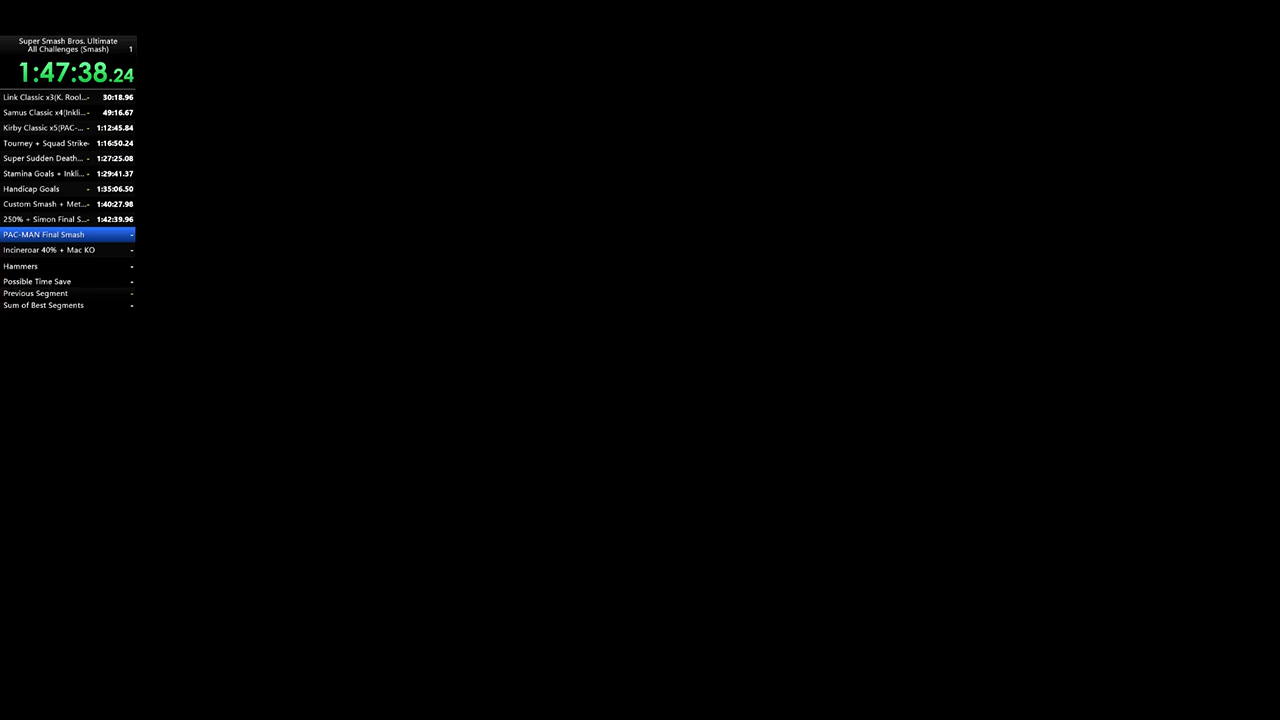 Super Smash Bros. Ultimate
All Challenges (Smash) 1
1:47:38.24
Link Classic x3(K. Rool...- 30:18.96
Samus Classic x4(Inkli...- 49:16.67
Kirby Classic x5(PAC-... - 1:12:45.84
Tourney + Squad Strike- 1:16:50.24
Super Sudden Death... - 1:27:25.08
Stamina Goals + Inkli... - 1:29:41.37
Handicap Goals - 1:35:06.50
Custom Smash + Met...- 1:40:27.98
250% + Simon Final S...- 1:42:39.96
PAC-MAN Final Smash -
Incineroar 40% + Mac KO -
Hammers -
Possible Time Save -
Previous Segment -
Sum of Best Segments -